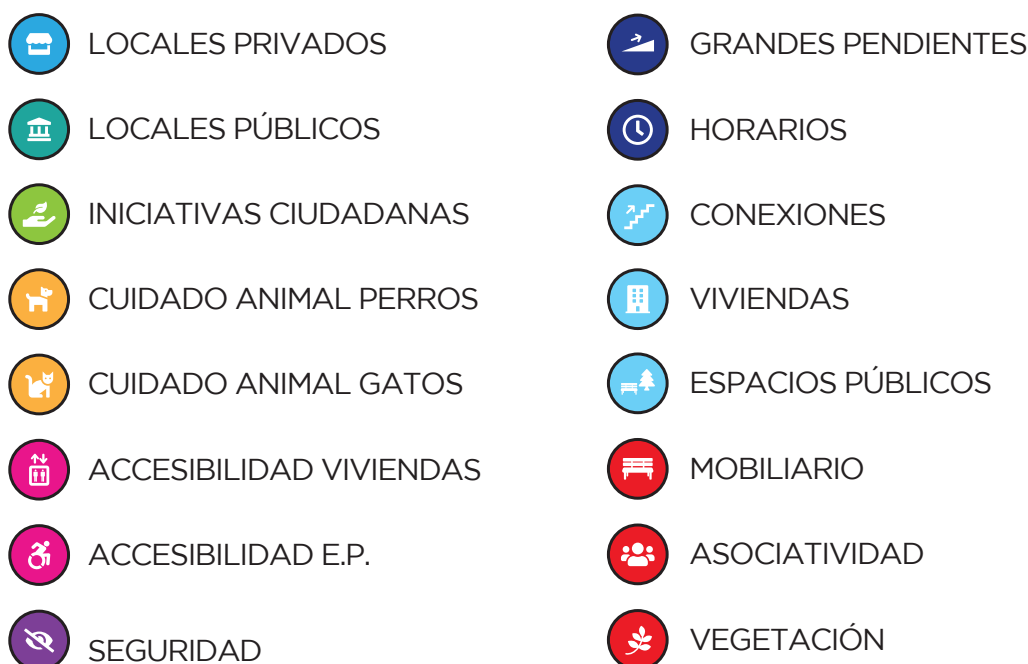 LOCALES PRIVADOS
LOCALES PÚBLICOS
INICIATIVAS CIUDADANAS
CUIDADO ANIMAL PERROS
CUIDADO ANIMAL GATOS
ACCESIBILIDAD VIVIENDAS
ACCESIBILIDAD E.P.
SEGURIDAD
GRANDES PENDIENTES
HORARIOS
CONEXIONES
VIVIENDAS
ESPACIOS PÚBLICOS
MOBILIARIO
ASOCIATIVIDAD
VEGETACIÓN